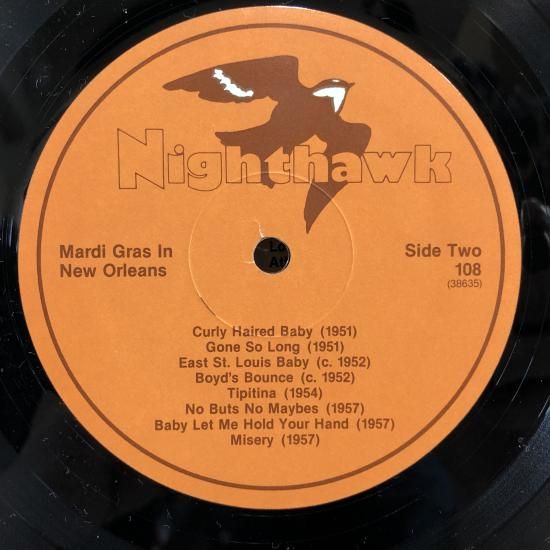 Nighthawk
Mardi Gras In
New Orleans
Side Two
108
(38635)
Curly Haired Baby (1951)
Gone So Long (1951)
East St. Louis Baby (c. 1952)
Boyd's Bounce (c. 1952)
Tipitina (1954)
No Buts No Maybes (1957)
Baby Let Me Hold Your Hand (1957)
Misery (1957)